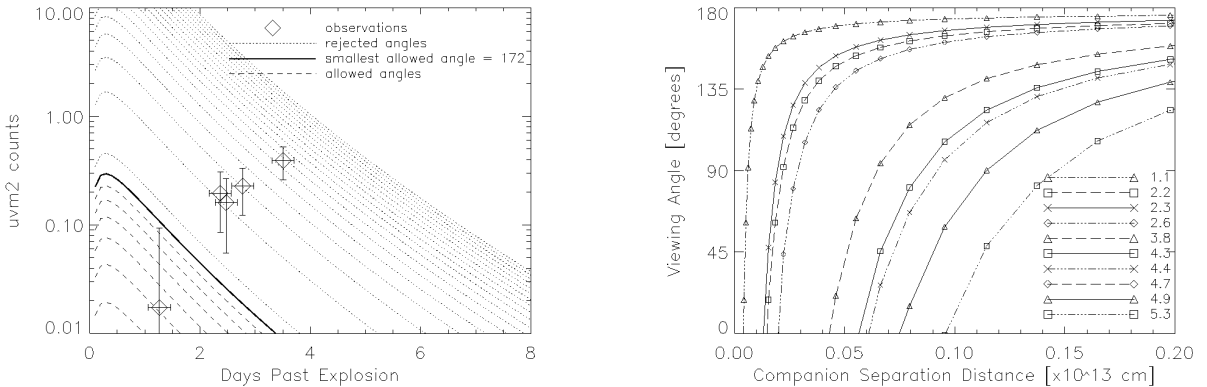 10.00
1.00
0.10
0.01
uvm2 counts
observations
rejected angles
smallest allowed angle = 172
allowed angles
0 2 4 6 8
Days Past Explosion
180
135
90
45
0
Viewing Angle [degrees]
1.1
2.2
2.3
2.6
3.8
4.3
4.4
4.7
4.9
5.3
0.00 0.05 0.10 0.15 0.20
Companion Separation Distance [x10^13 cm]